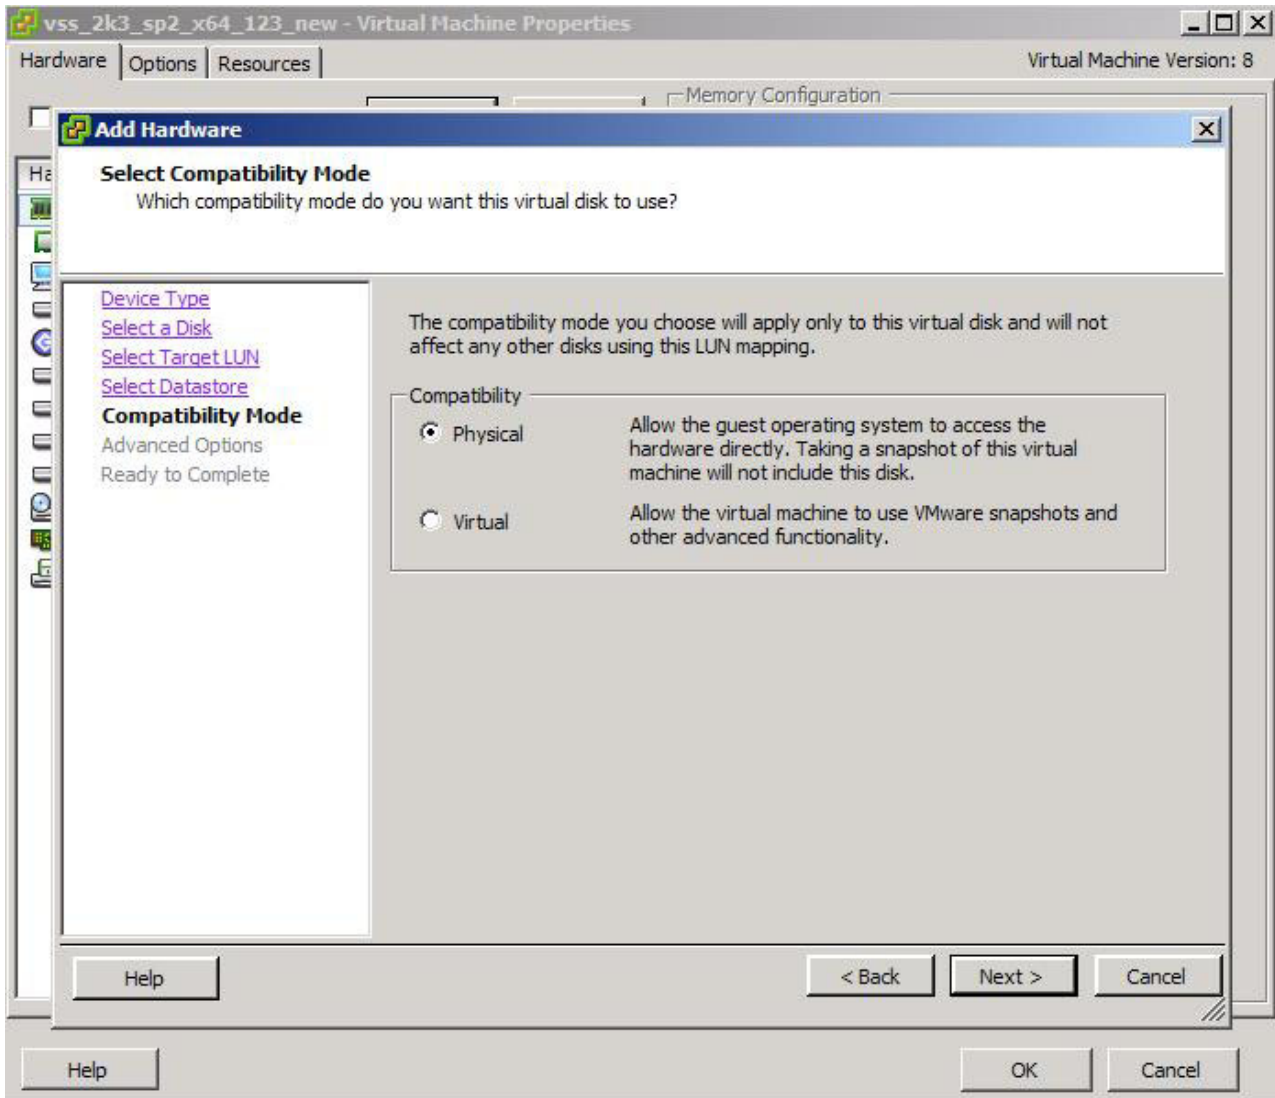 vss_2k3_sp2_x64_123_new - Virtual Machine Properties
Hardware Options Resources Virtual Machine Version: 8
Memory Configuration
Add Hardware
Ha
Select Compatibility Mode
Which compatibility mode do you want this virtual disk to use?
Device Type
Select a Disk
Select Target LUN
Select Datastore
Compatibility Mode
Advanced Options
Ready to Complete
The compatibility mode you choose will apply only to this virtual disk and will not
affect any other disks using this LUN mapping.
Compatibility
Physical
Allow the guest operating system to access the
hardware directly. Taking a snapshot of this virtual
machine will not include this disk.
Virtual
Allow the virtual machine to use VMware snapshots and
other advanced functionality.
Help < Back Next > Cancel
Help OK Cancel